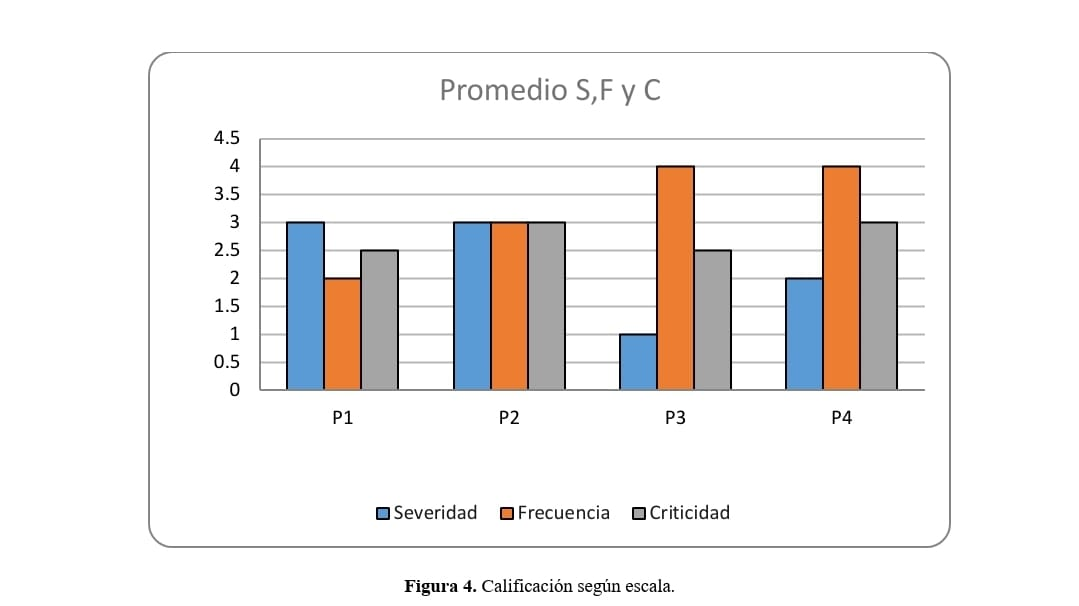 Promedio S,F y C
4.5
4
3.5
3
2.5
2
1.5
1
0.5
0
P1 P2 P3 P4
Severidad Frecuencia Criticidad
Figura 4. Calificación según escala.